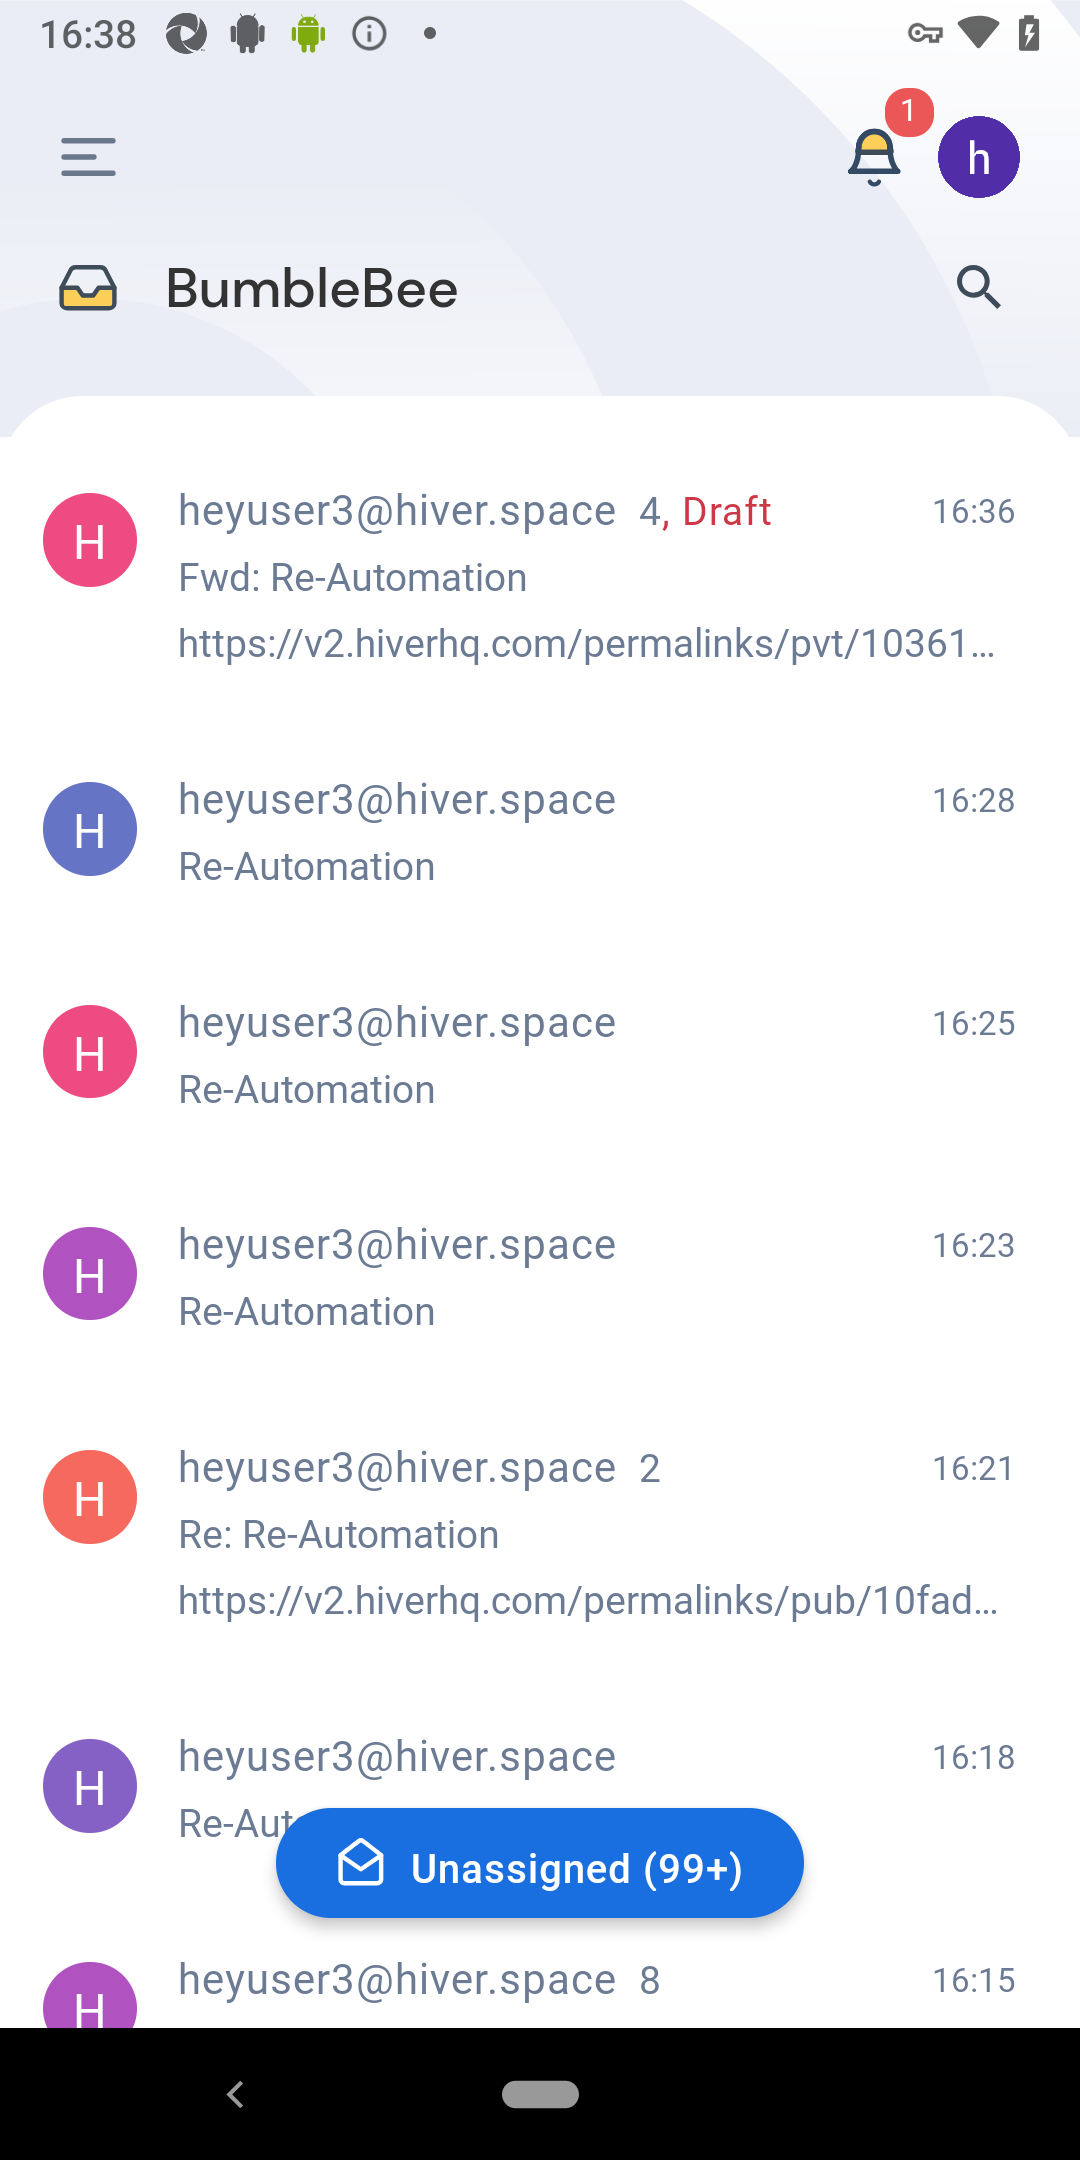 16:38
1
h
BumbleBee
H heyuser3@hiver.space 4, Draft 16:36
Fwd: Re-Automation
https://v2.hiverhq.com/permalinks/pvt/10361...
H heyuser3@hiver.space 16:28
Re-Automation
H heyuser3@hiver.space 16:25
Re-Automation
H heyuser3@hiver.space 16:23
Re-Automation
H heyuser3@hiver.space 2 16:21
Re: Re-Automation
https://v2.hiverhq.com/permalinks/pub/10fad...
H heyuser3@hiver.space 16:18
Re-Aut
Unassigned (99+)
H heyuser3@hiver.space 8 16:15